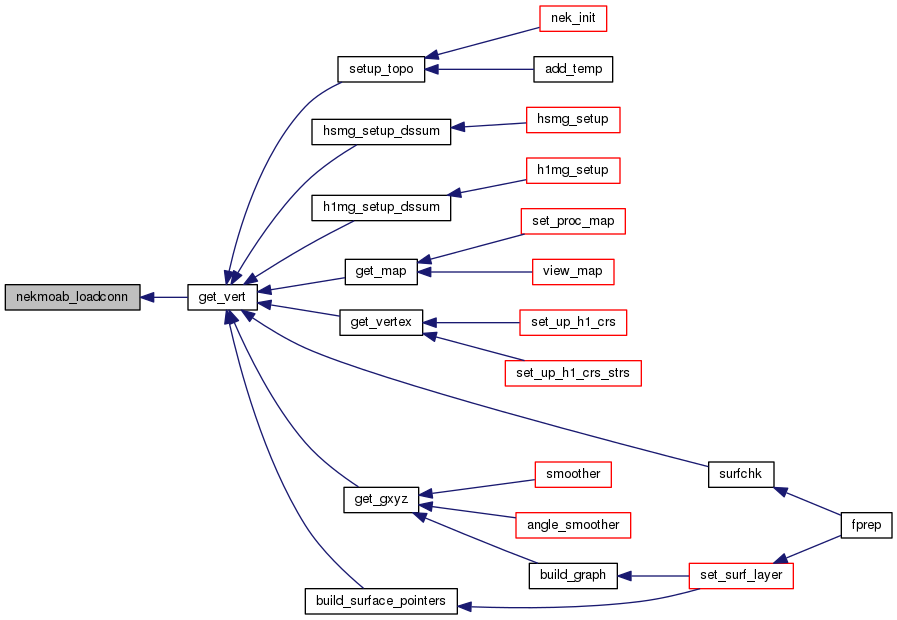 nek_init
setup_topo
add_temp
hsmg_setup
hsmg_setup_dssum
h1mg_setup
h1mg_setup_dssum
set_proc_map
get_map
view_map
nekmoab_loadconn
get_vert
get_vertex
set_up_h1_crs
set_up_h1_crs_strs
smoother
surfchk
get_gxyz
angle_smoother
fprep
build_graph
set_surf_layer
build_surface_pointers